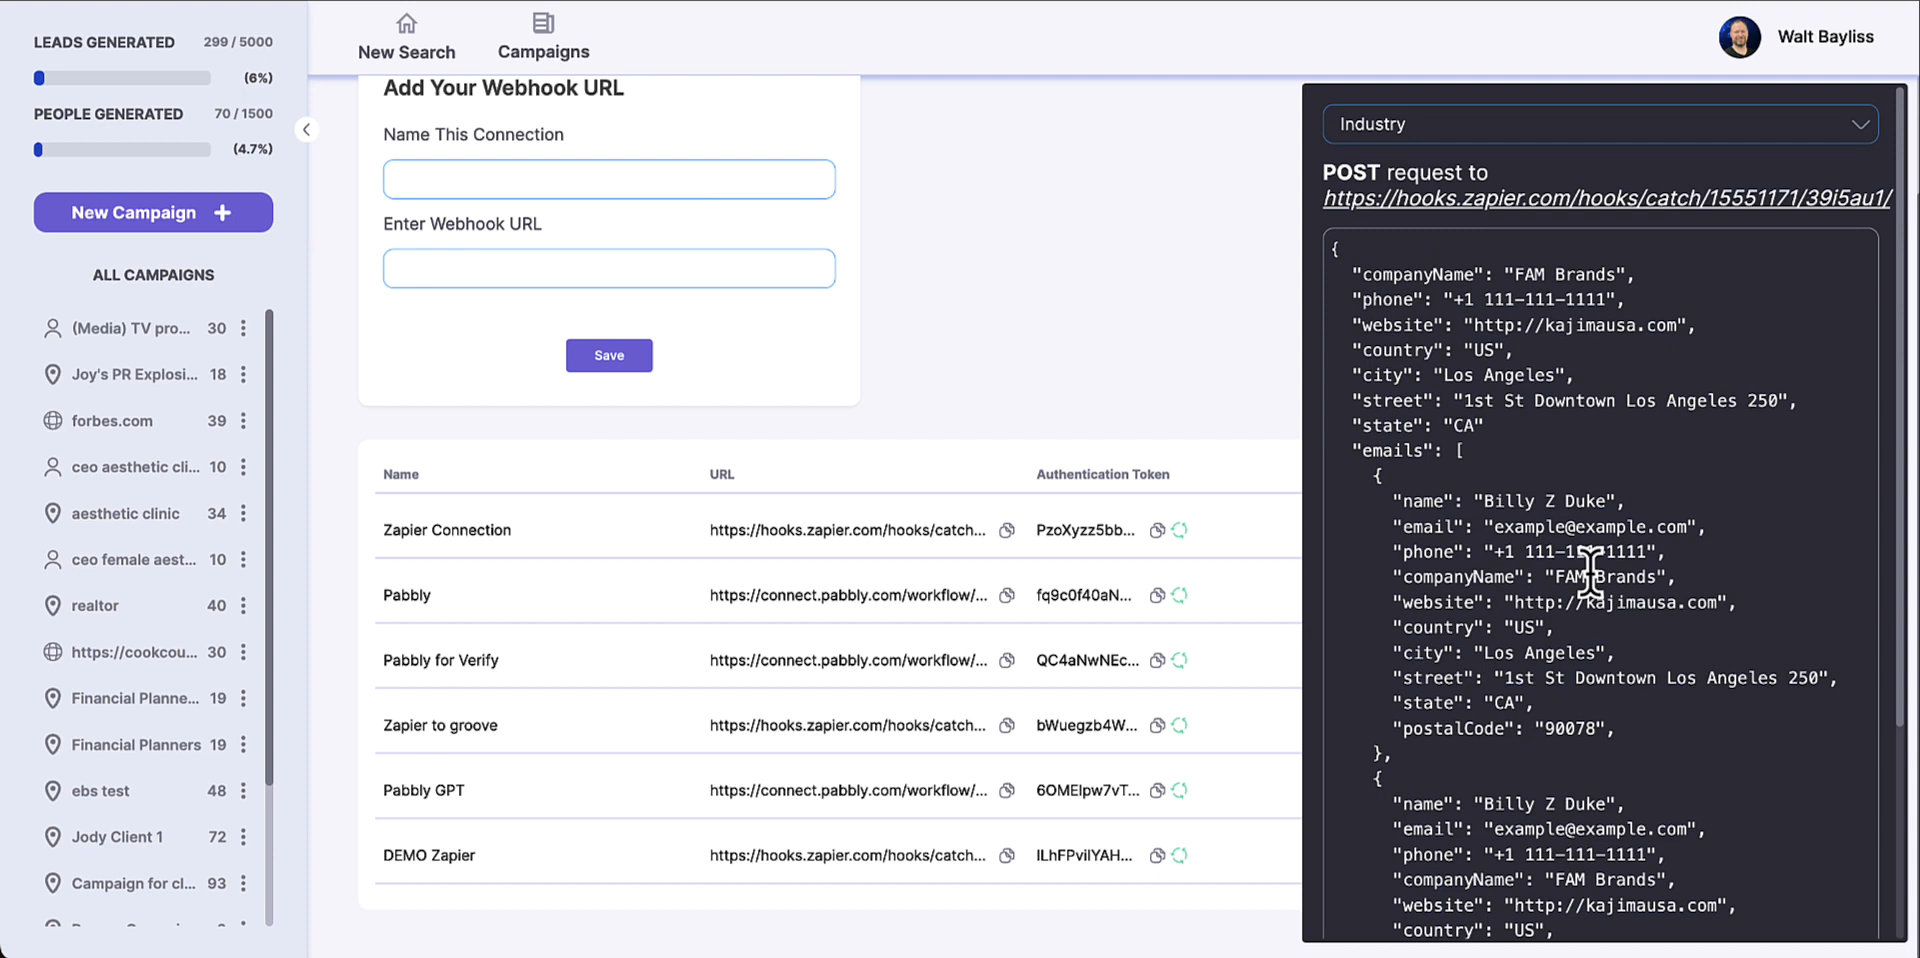 LEADS GENERATED 299 / 5000
(6%)
PEOPLE GENERATED 70 / 1500
(4.7%)
New Campaign +
ALL CAMPAIGNS
(Media) TV pro... 30
Joy's PR Explosi... 18
forbes.com 39
ceo aesthetic cli... 10
aesthetic clinic 34
ceo female aest... 10
realtor 40
https://cookcou... 30
Financial Planne... 19
Financial Planners 19
ebs test 48
Jody Client 1 72
Campaign for cl... 93
New Search
Campaigns
Walt Bayliss
Add Your Webhook URL
Name This Connection
Enter Webhook URL
Save
Name URL Authentication Token
Zapier Connection https://hooks.zapier.com/hooks/catch... PzoXyzz5bb...
Pabbly https://connect.pabbly.com/workflow/... fq9c0f40aN...
Pabbly for Verify https://connect.pabbly.com/workflow/... QC4aNwNEc...
Zapier to groove https://hooks.zapier.com/hooks/catch... bWuegzb4W...
Pabbly GPT https://connect.pabbly.com/workflow/... 6OMElpw7vT...
DEMO Zapier https://hooks.zapier.com/hooks/catch... ILhFPvilYAH...
Industry
POST request to
https://hooks.zapier.com/hooks/catch/15551171/39i5au1/
{
"companyName": "FAM Brands",
"phone": "+1 111-111-1111",
"website": "http://kajimausa.com",
"country": "US",
"city": "Los Angeles",
"street": "1st St Downtown Los Angeles 250",
"state": "CA"
"emails": [
{
"name": "Billy Z Duke",
"email": "example@example.com",
"phone": "+1 111-111-1111",
"companyName": "FAM Brands",
"website": "http://kajimausa.com",
"country": "US",
"city": "Los Angeles",
"street": "1st St Downtown Los Angeles 250",
"state": "CA",
"postalCode": "90078",
},
{
"name": "Billy Z Duke",
"email": "example@example.com",
"phone": "+1 111-111-1111",
"companyName": "FAM Brands",
"website": "http://kajimausa.com",
"country": "US",